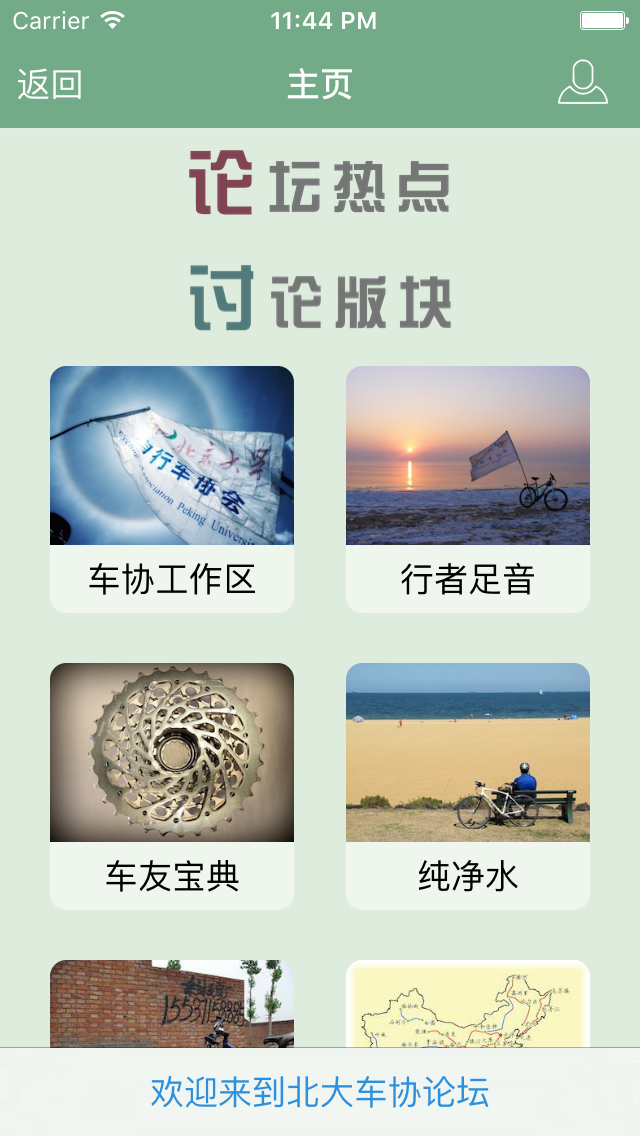 Carrier 11:44 PM
返回 主页
论坛热点
讨论版块
北京大学
自行车协会
Association Peking University
车协工作区 行者足音
车友宝典 纯净水
欢迎来到北大车协论坛